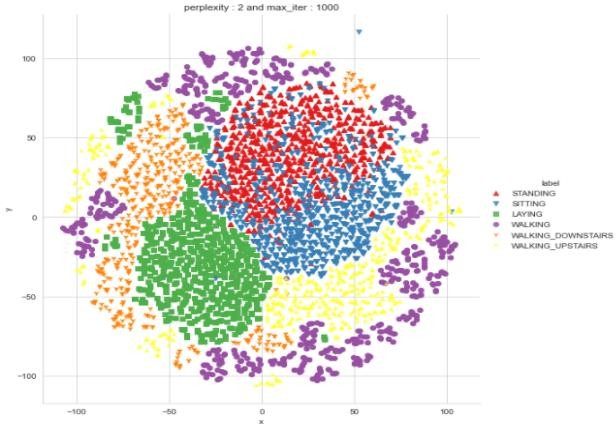 perplexity : 2 and max_iter : 1000
100
50
0
−50
−100
y
−100
−50
0
50
100
x
label
STANDING
SITTING
LAYING
WALKING
WALKING_DOWNSTAIRS
WALKING_UPSTAIRS